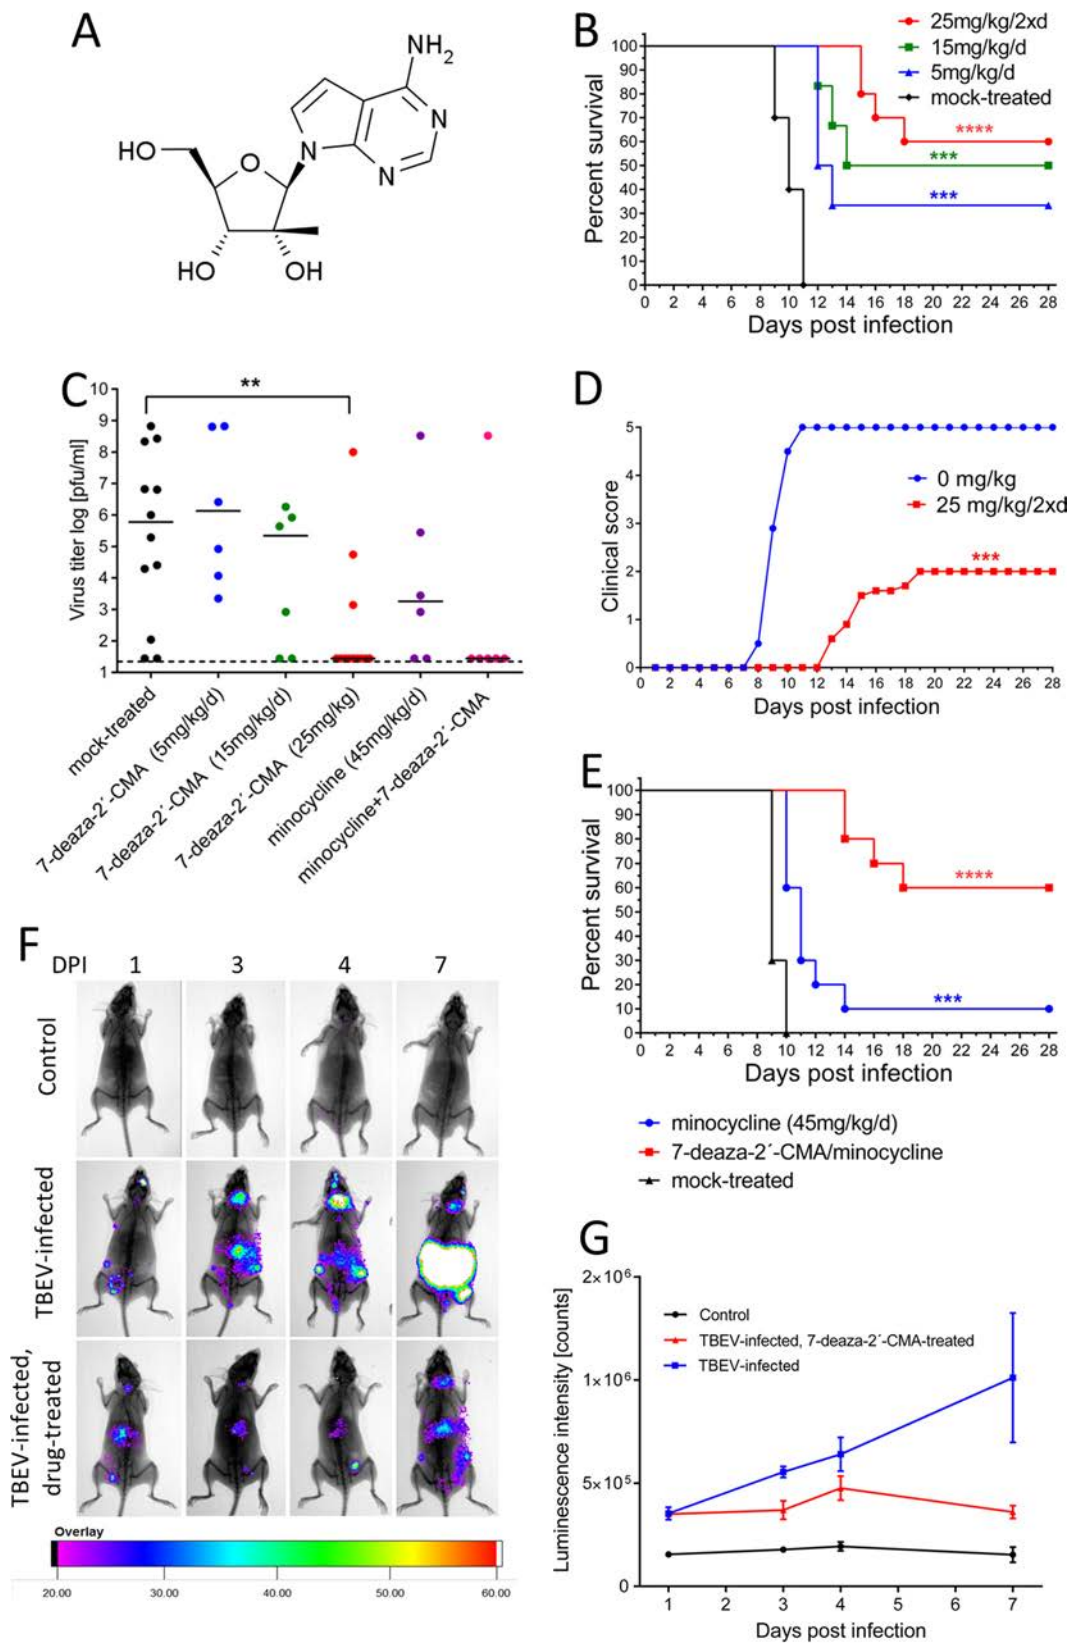 A
NH2
N
N
N
O
HO
HO
OH
B
25mg/kg/2xd
15mg/kg/d
5mg/kg/d
mock-treated
Percent survival
100
90
80
70
60
50
40
30
20
10
0
****
***
***
0 2 4 6 8 10 12 14 16 18 20 22 24 26 28
Days post infection
C
**
Virus titer log [pfu/ml]
10
9
8
7
6
5
4
3
2
1
mock-treated
7-deaza-2´-CMA (5mg/kg/d)
7-deaza-2´-CMA (15mg/kg/d)
7-deaza-2´-CMA (25mg/kg)
minocycline (45mg/kg/d)
minocycline+7-deaza-2´-CMA
D
Clinical score
5
4
3
2
1
0
0 mg/kg
25 mg/kg/2xd
***
0 2 4 6 8 10 12 14 16 18 20 22 24 26 28
Days post infection
E
Percent survival
100
90
80
70
60
50
40
30
20
10
0
****
***
0 2 4 6 8 10 12 14 16 18 20 22 24 26 28
Days post infection
minocycline (45mg/kg/d)
7-deaza-2´-CMA/minocycline
mock-treated
F
DPI 1 3 4 7
Control
TBEV-infected
TBEV-infected,
drug-treated
Overlay
20.00 30.00 40.00 50.00 60.00
G
Luminescence intensity [counts]
2×10⁶
1×10⁶
5×10⁵
0
Control
TBEV-infected, 7-deaza-2´-CMA-treated
TBEV-infected
1 2 3 4 5 6 7
Days post infection